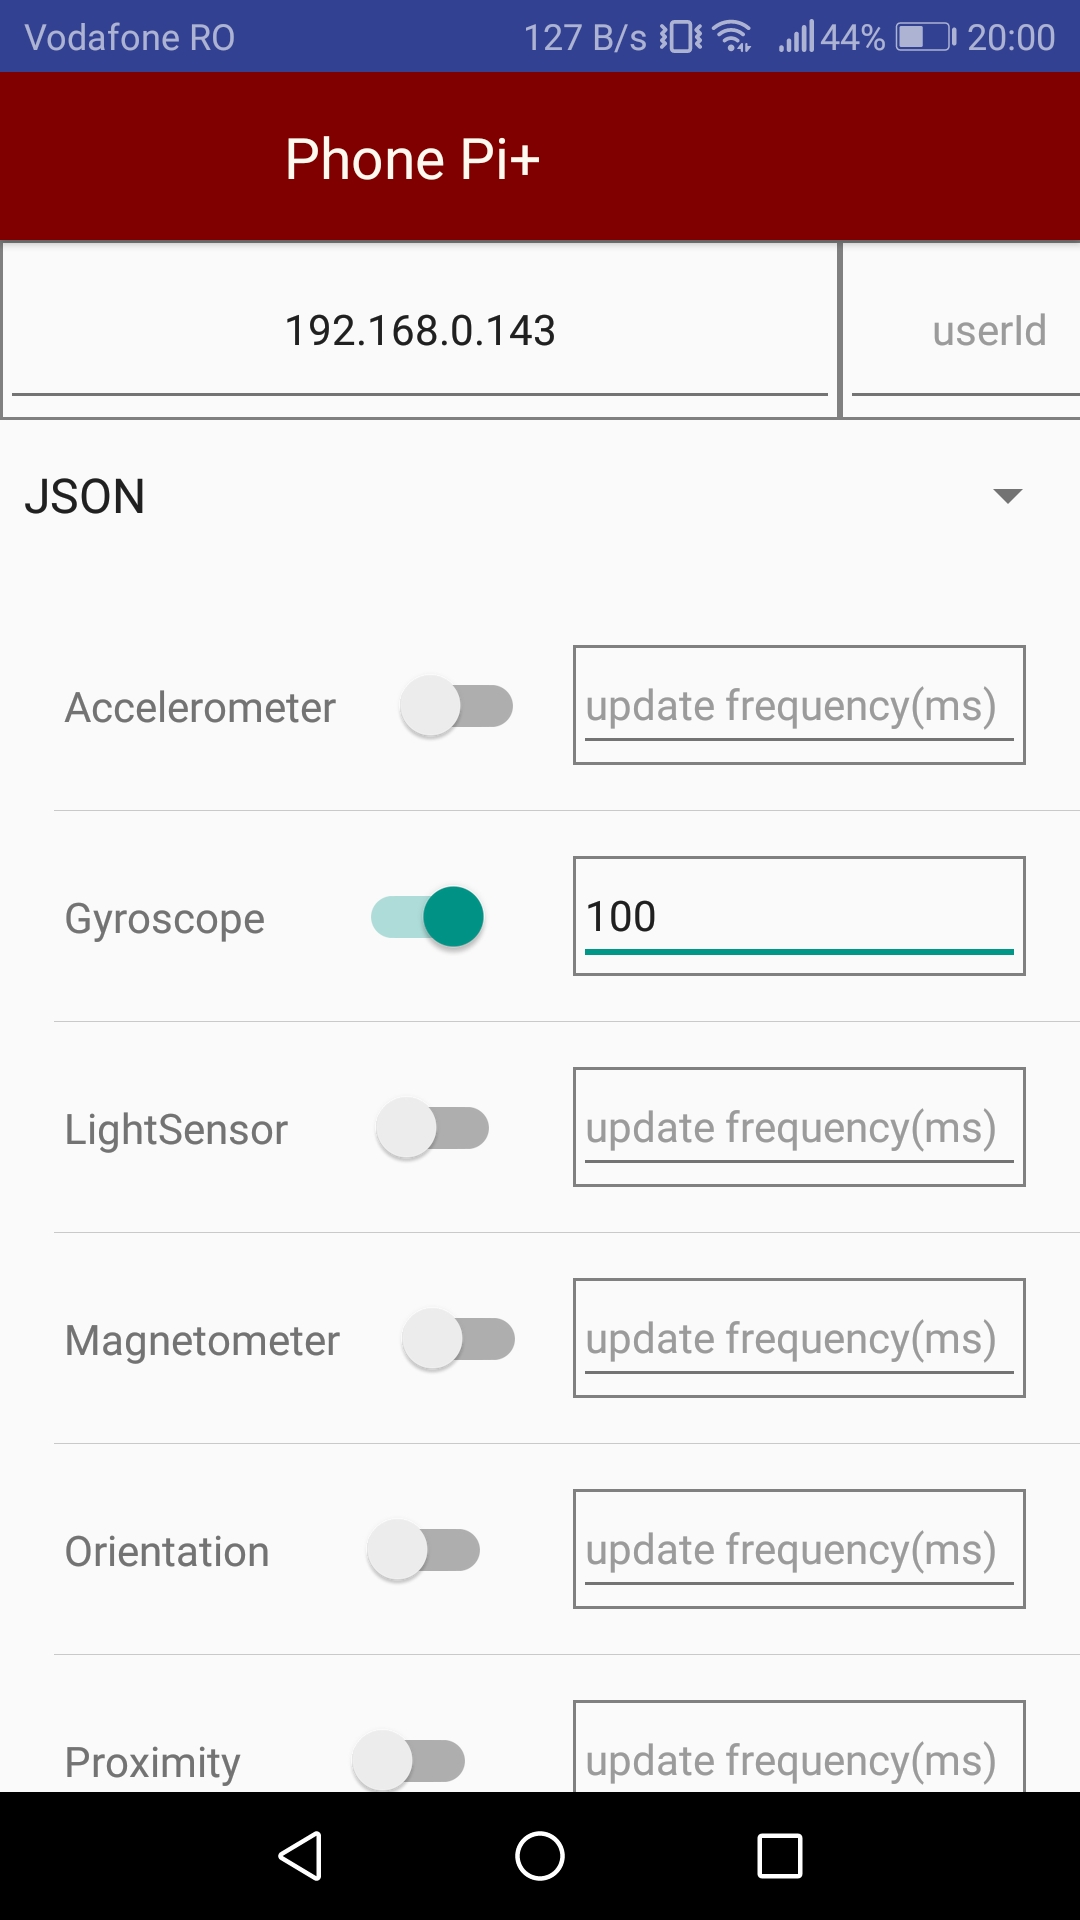 Vodafone RO 127 B/s 44% 20:00
Phone Pi+
192.168.0.143 userId
JSON
Accelerometer update frequency(ms)
Gyroscope 100
LightSensor update frequency(ms)
Magnetometer update frequency(ms)
Orientation update frequency(ms)
Proximity update frequency(ms)